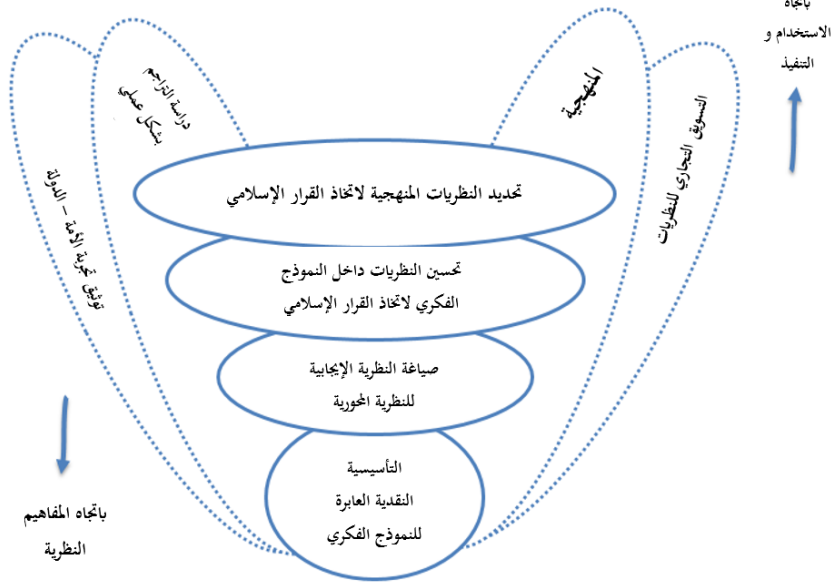 باتجاه
الاستخدام و
التنفيذ
دراسة التراجم
بشكل عملي
المنهجية
التسويق التجاري للنظريات
توثيق تجربة الأمة – الدولة
تحديد النظريات المنهجية لاتخاذ القرار الإسلامي
تحسين النظريات داخل النموذج
الفكري لاتخاذ القرار الإسلامي
صياغة النظرية الإيجابية
للنظرية المحورية
التأسيسية
النقدية العابرة
للنموذج الفكري
باتجاه المفاهيم
النظرية